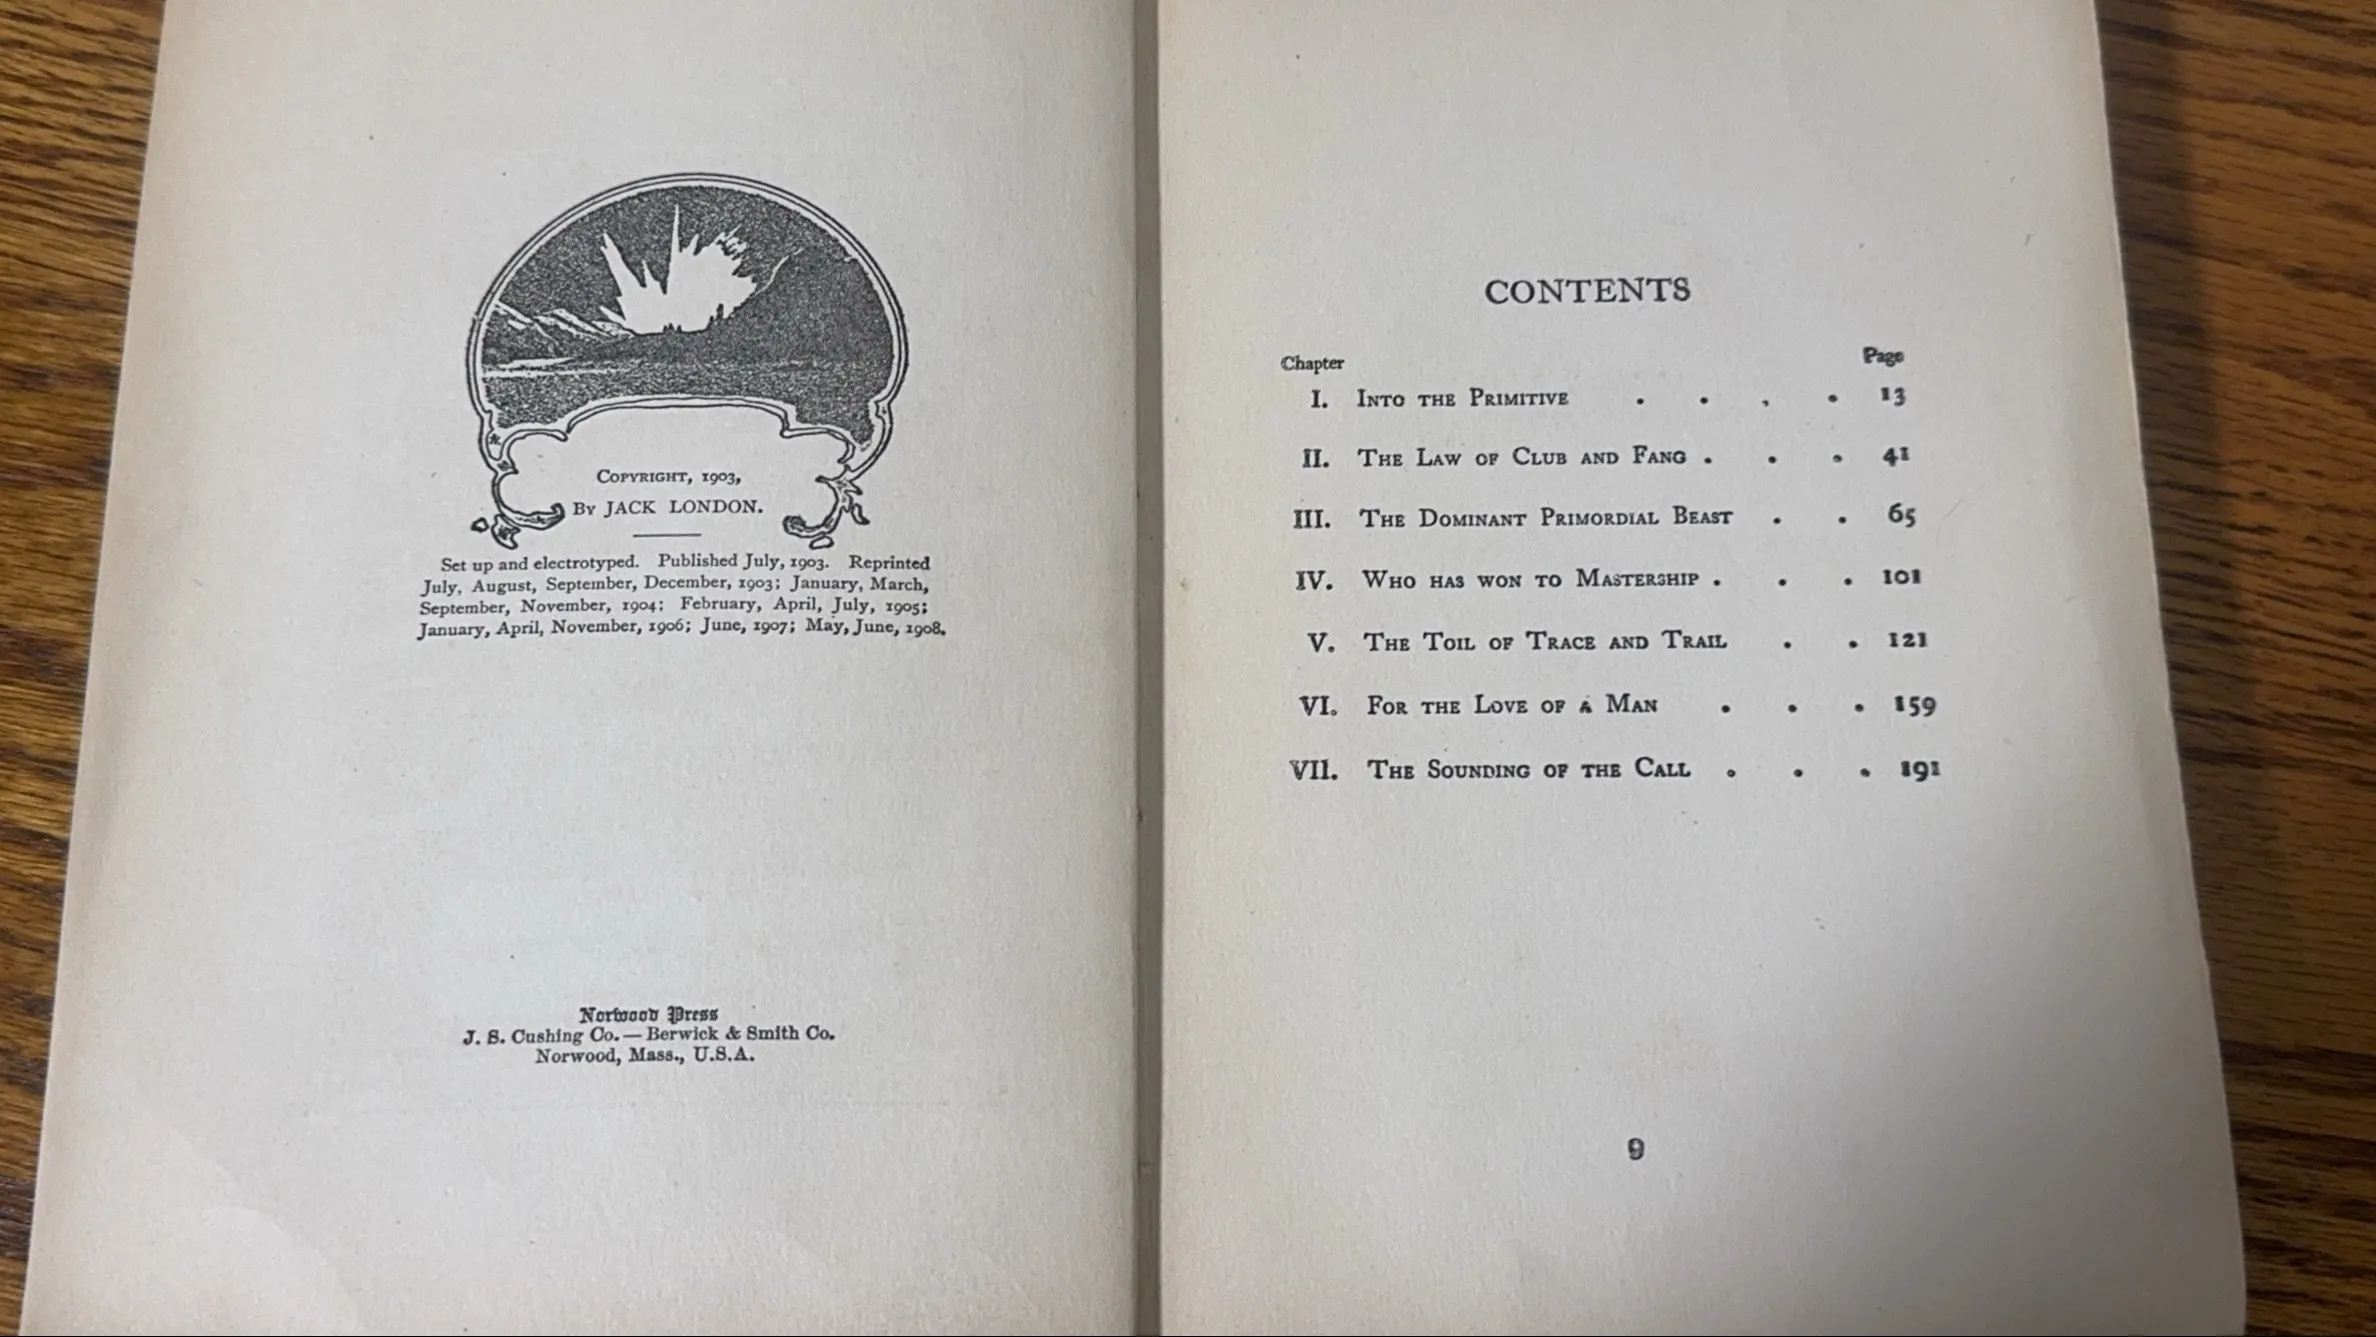 COPYRIGHT, 1903,
BY JACK LONDON.
Set up and electrotyped. Published July, 1903. Reprinted
July, August, September, December, 1903; January, March,
September, November, 1904; February, April, July, 1905;
January, April, November, 1906; June, 1907; May, June, 1908.
Norwood Press
J. S. Cushing Co. — Berwick & Smith Co.
Norwood, Mass., U.S.A.
CONTENTS
Chapter Page
I. INTO THE PRIMITIVE . . . . 13
II. THE LAW OF CLUB AND FANG . . . 41
III. THE DOMINANT PRIMORDIAL BEAST . . 65
IV. WHO HAS WON TO MASTERSHIP . . . 101
V. THE TOIL OF TRACE AND TRAIL . . 121
VI. FOR THE LOVE OF A MAN . . . 159
VII. THE SOUNDING OF THE CALL . . . 191
9